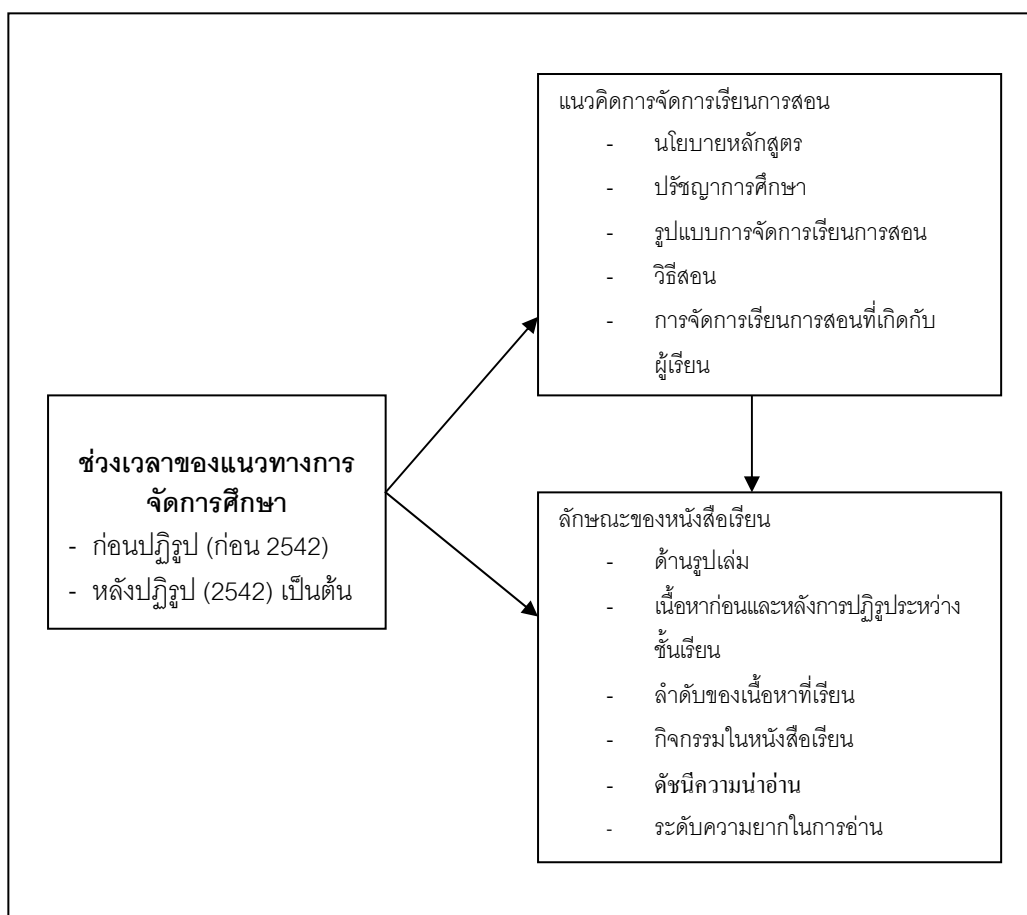 แนวคิดการจัดการเรียนการสอน
- นโยบายหลักสูตร
- ปรัชญาการศึกษา
- รูปแบบการจัดการเรียนการสอน
- วิธีสอน
- การจัดการเรียนการสอนที่เกิดกับ
ผู้เรียน
ช่วงเวลาของแนวทางการ
จัดการศึกษา
- ก่อนปฏิรูป (ก่อน 2542)
- หลังปฏิรูป (2542) เป็นต้น
ลักษณะของหนังสือเรียน
- ด้านรูปเล่ม
- เนื้อหาก่อนและหลังการปฏิรูประหว่าง
ชั้นเรียน
- ลำดับของเนื้อหาที่เรียน
- กิจกรรมในหนังสือเรียน
- ดัชนีความน่าอ่าน
- ระดับความยากในการอ่าน